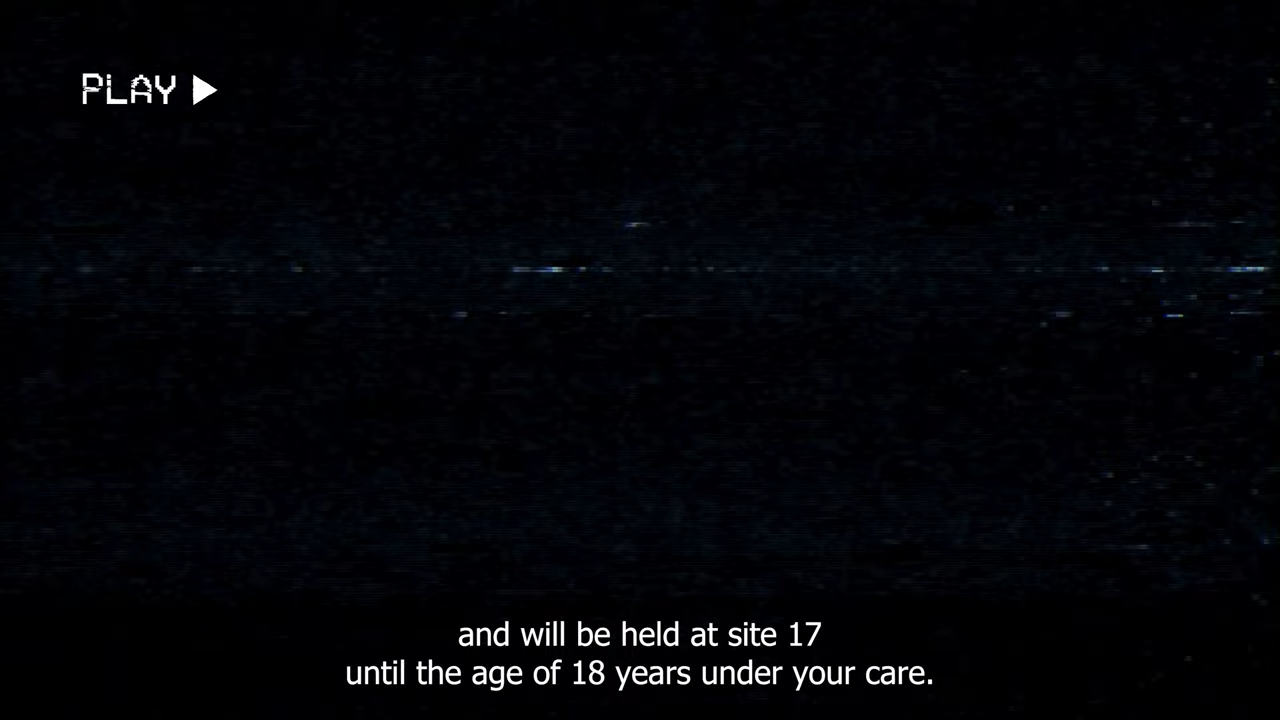 PLAY
and will be held at site 17
until the age of 18 years under your care.